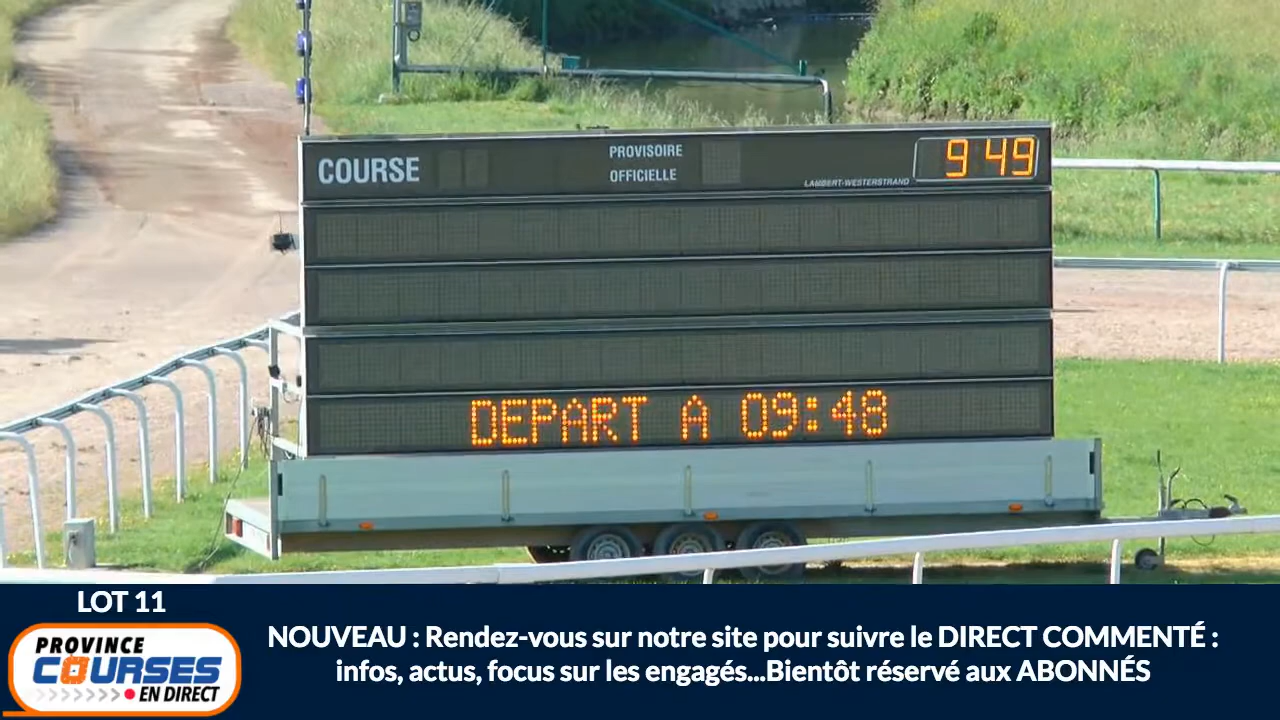 COURSE
PROVISOIRE
OFFICIELLE
LAMBERT-WESTERSTRAND
9 49
DEPART A 09:48
LOT 11
PROVINCE
COURSES
EN DIRECT
NOUVEAU : Rendez-vous sur notre site pour suivre le DIRECT COMMENTÉ :
infos, actus, focus sur les engagés...Bientôt réservé aux ABONNÉS